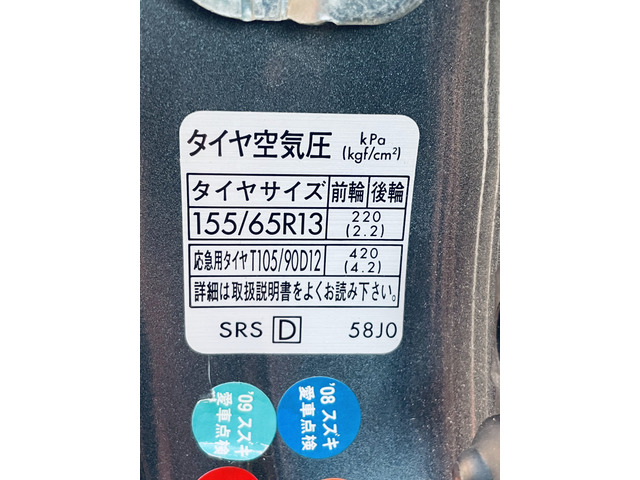 タイヤ空気圧 kPa (kgf/cm²)
タイヤサイズ 前輪 後輪
155/65R13 220 (2.2)
応急用タイヤT105/90D12 420 (4.2)
詳細は取扱説明書をよくお読み下さい。
SRS D 58J0
'09 スズキ
愛車点検
'08 スズキ
愛車点検